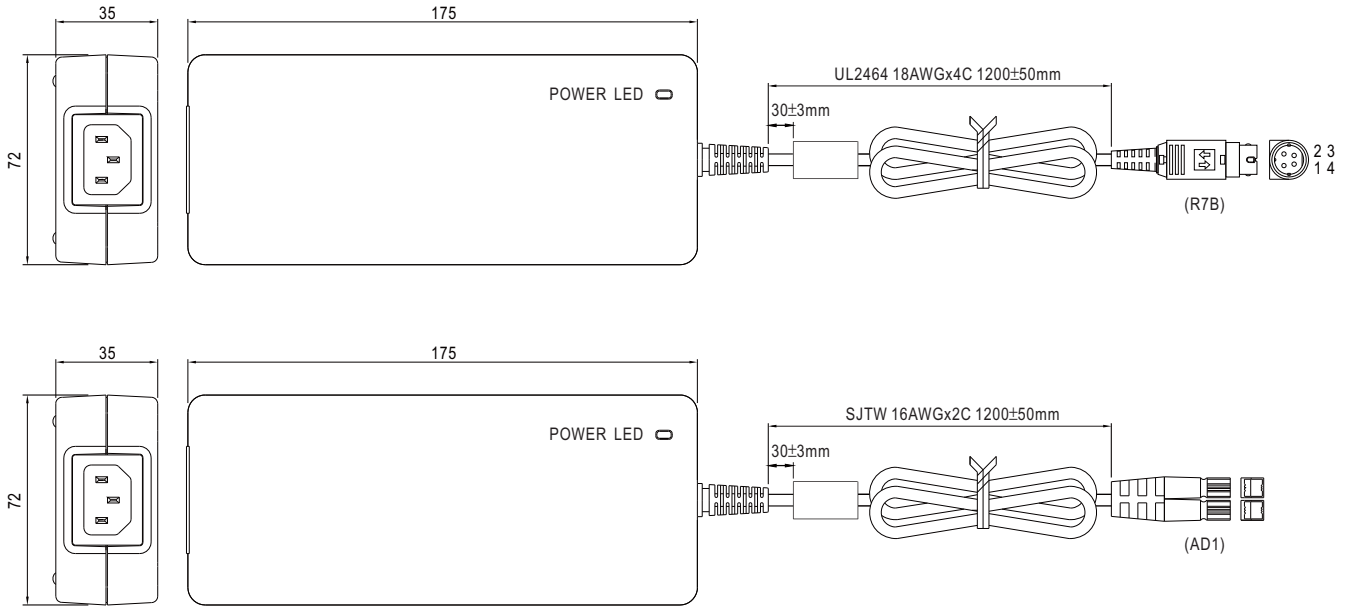 35
175
72
POWER LED
UL2464 18AWGx4C 1200±50mm
30±3mm
2 3
1 4
(R7B)
35
175
72
POWER LED
SJTW 16AWGx2C 1200±50mm
30±3mm
(AD1)